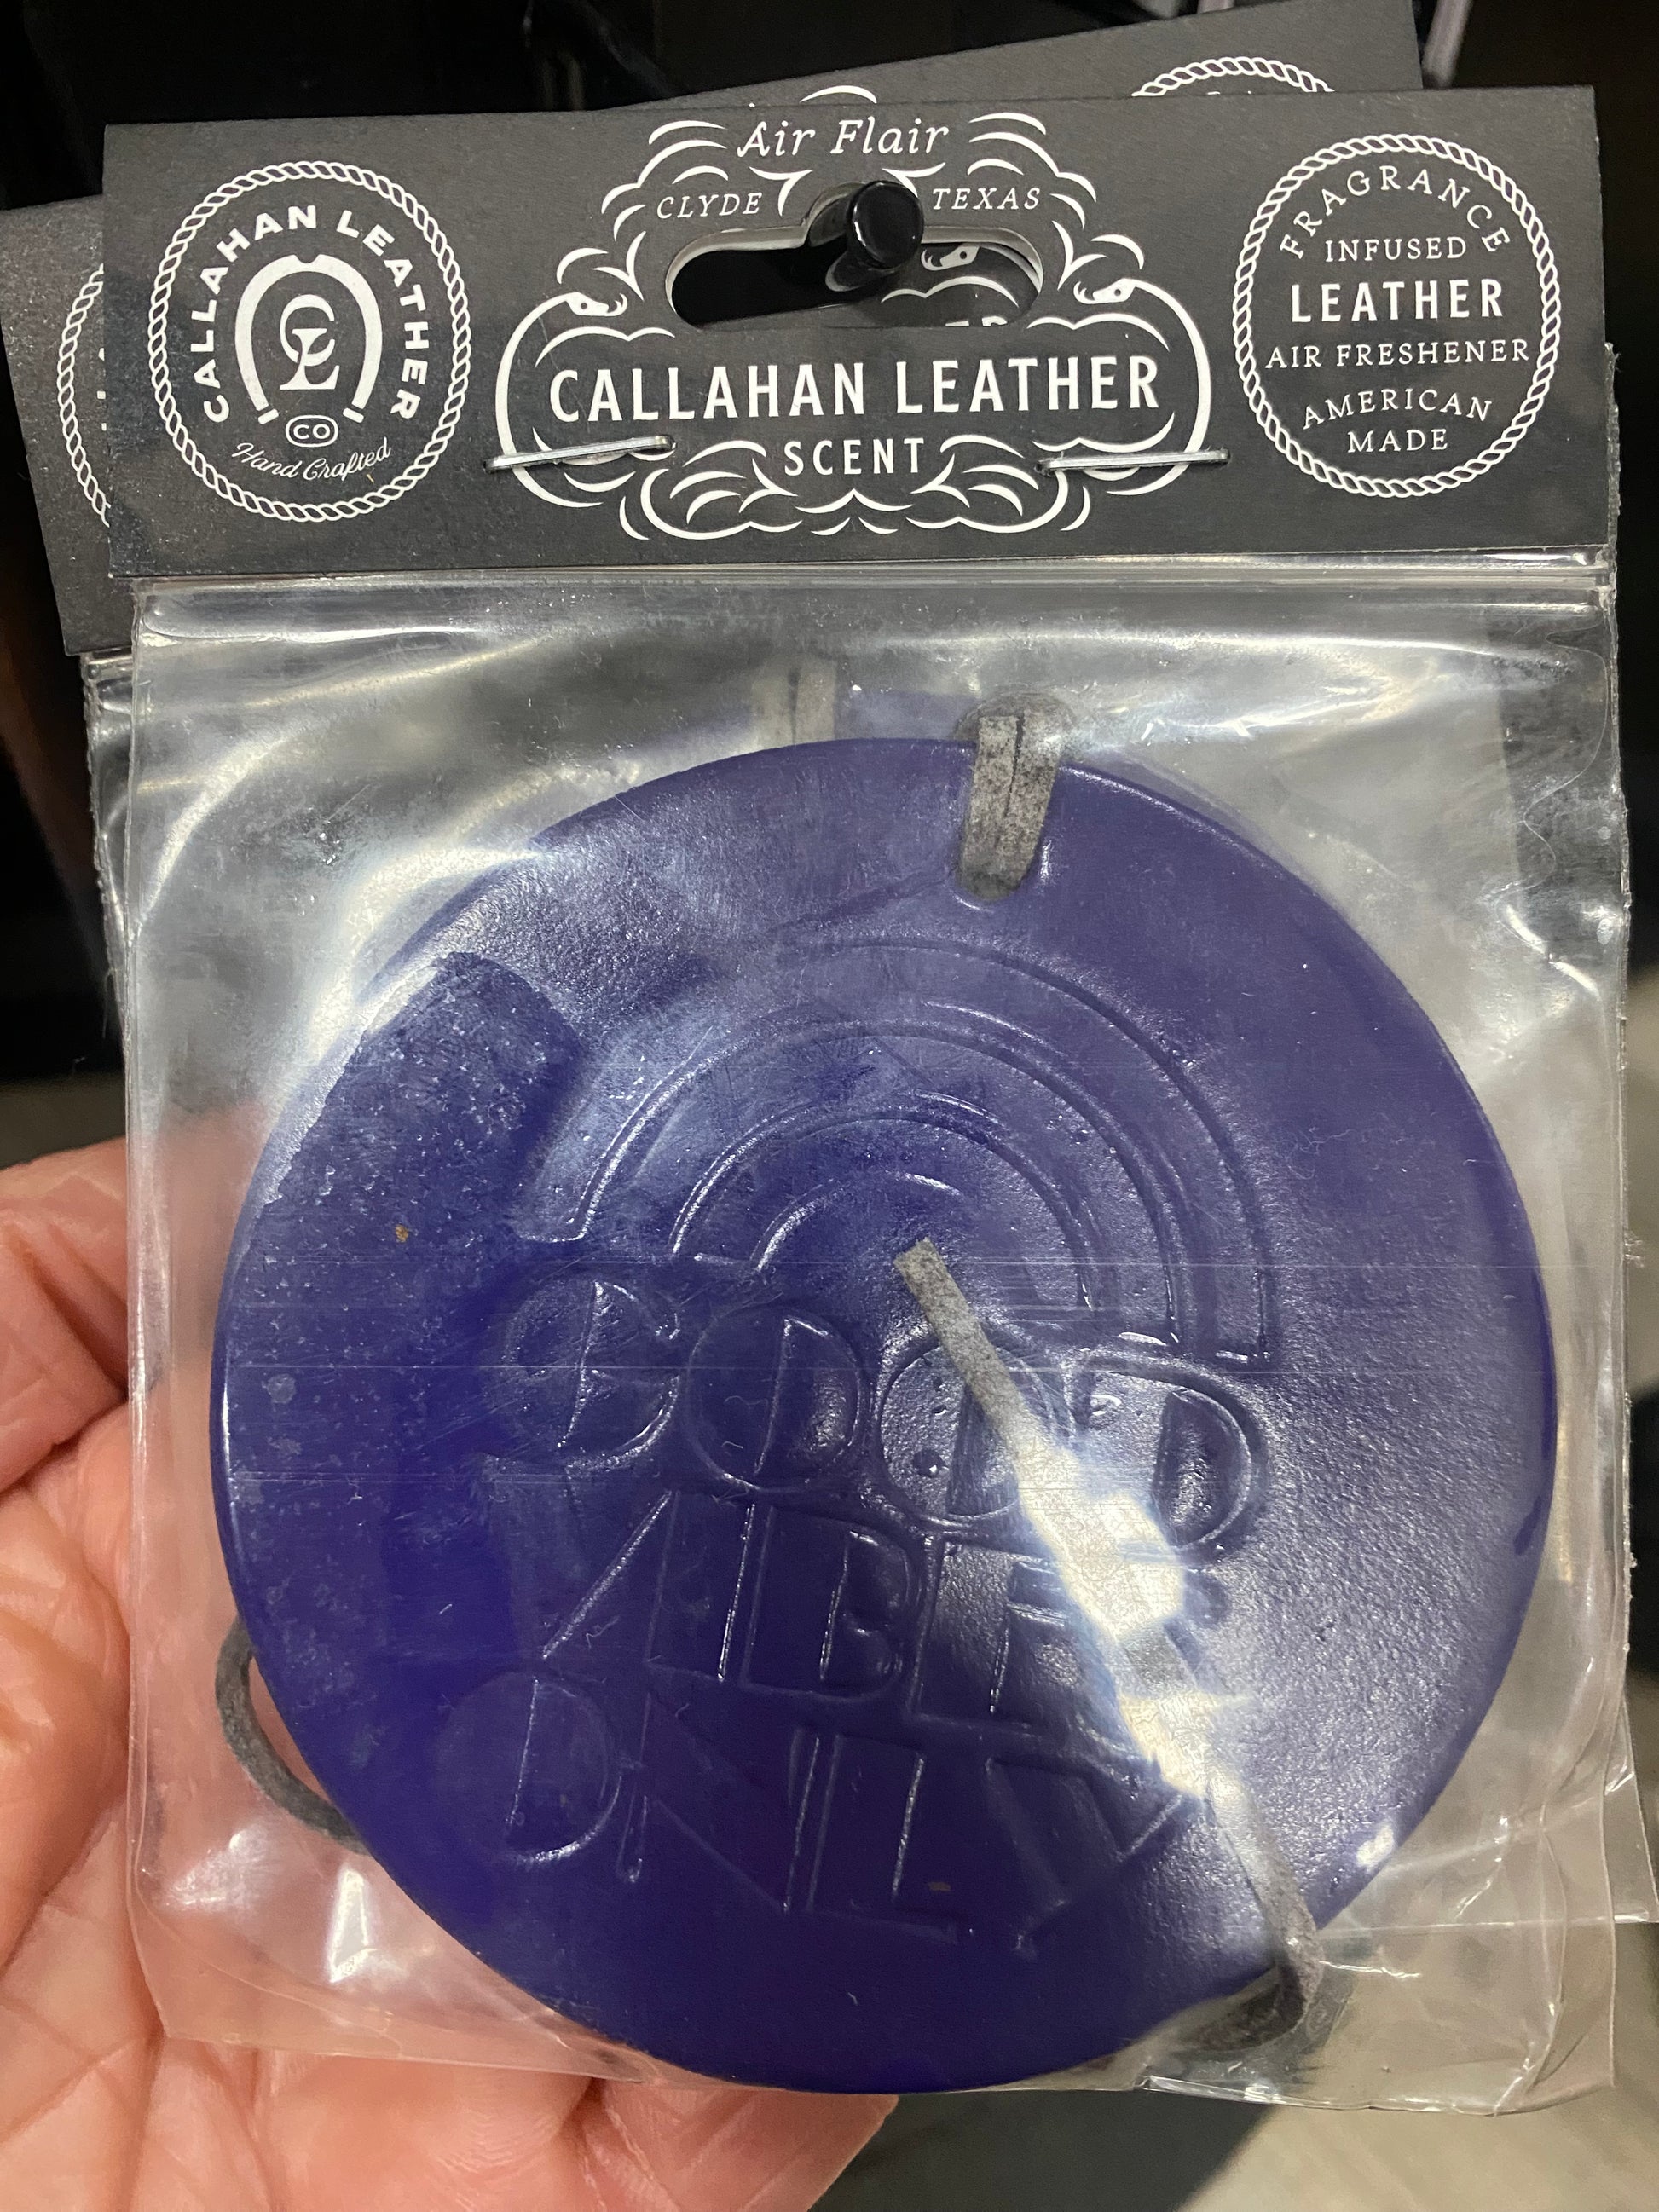 Air Flair
CLYDE TEXAS
CALLAHAN LEATHER
CL
CO
Hand Crafted
CALLAHAN LEATHER
SCENT
FRAGRANCE
INFUSED
LEATHER
AIR FRESHENER
AMERICAN
MADE
GOOD
VIBES
ONLY